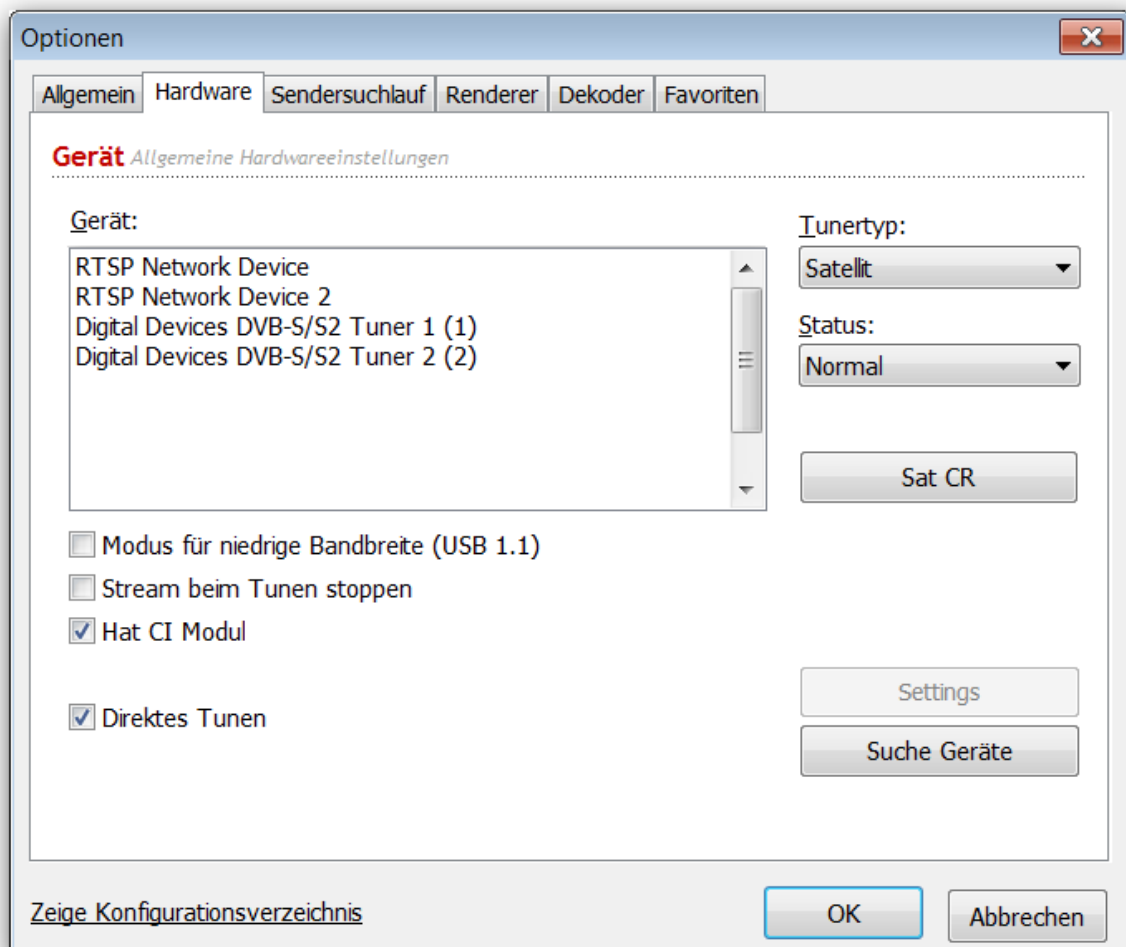 Optionen
Allgemein Hardware Sendersuchlauf Renderer Dekoder Favoriten
Gerät Allgemeine Hardwareeinstellungen
Gerät:
RTSP Network Device
RTSP Network Device 2
Digital Devices DVB-S/S2 Tuner 1 (1)
Digital Devices DVB-S/S2 Tuner 2 (2)
Tunertyp:
Satellit
Status:
Normal
Sat CR
Modus für niedrige Bandbreite (USB 1.1)
Stream beim Tunen stoppen
Hat CI Modul
Direktes Tunen
Settings
Suche Geräte
Zeige Konfigurationsverzeichnis
OK
Abbrechen